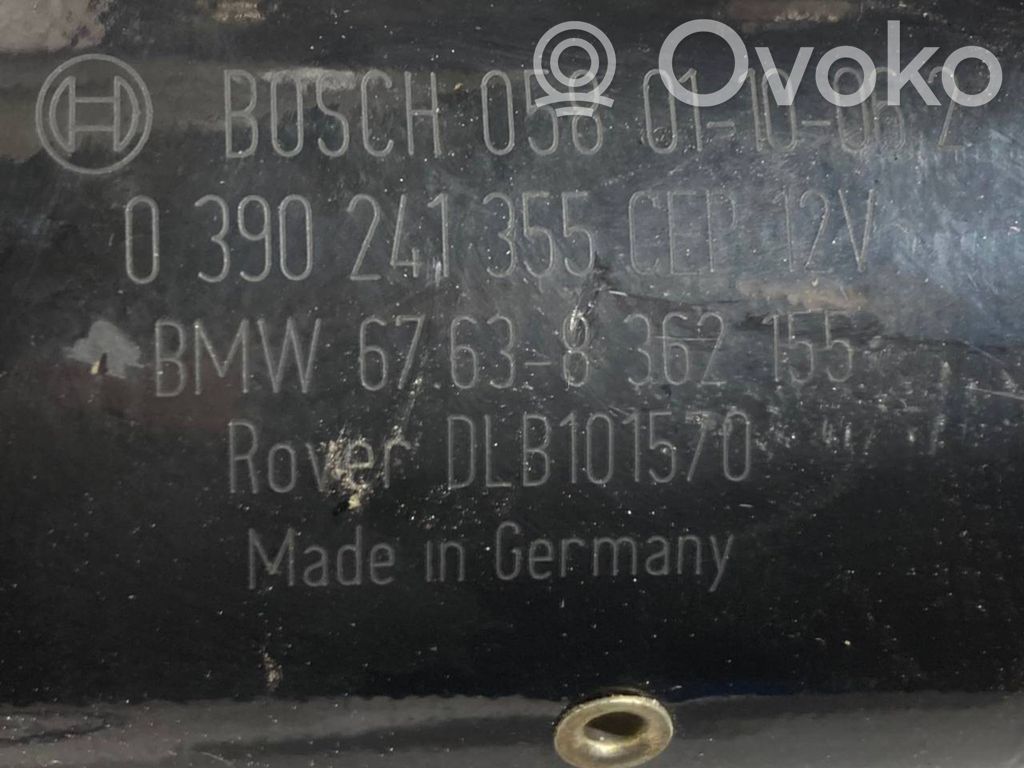 Ovoko
BOSCH 058 01-10-06.2
0 390 241 355 CEP 12V
BMW 67 63-8 362 155
Rover DLB101570
Made in Germany